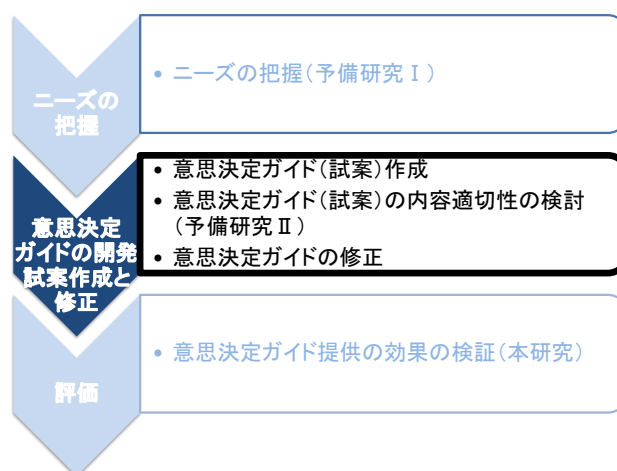 ニーズの
把握
• ニーズの把握(予備研究Ⅰ)
意思決定
ガイドの開発
試案作成と
修正
• 意思決定ガイド(試案)作成
• 意思決定ガイド(試案)の内容適切性の検討
(予備研究Ⅱ)
• 意思決定ガイドの修正
評価
• 意思決定ガイド提供の効果の検証(本研究)